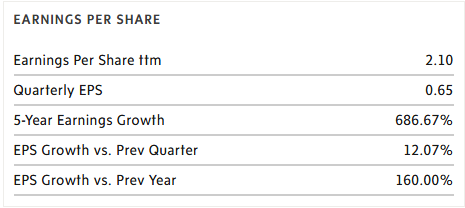 EARNINGS PER SHARE
Earnings Per Share ttm 2.10
Quarterly EPS 0.65
5-Year Earnings Growth 686.67%
EPS Growth vs. Prev Quarter 12.07%
EPS Growth vs. Prev Year 160.00%